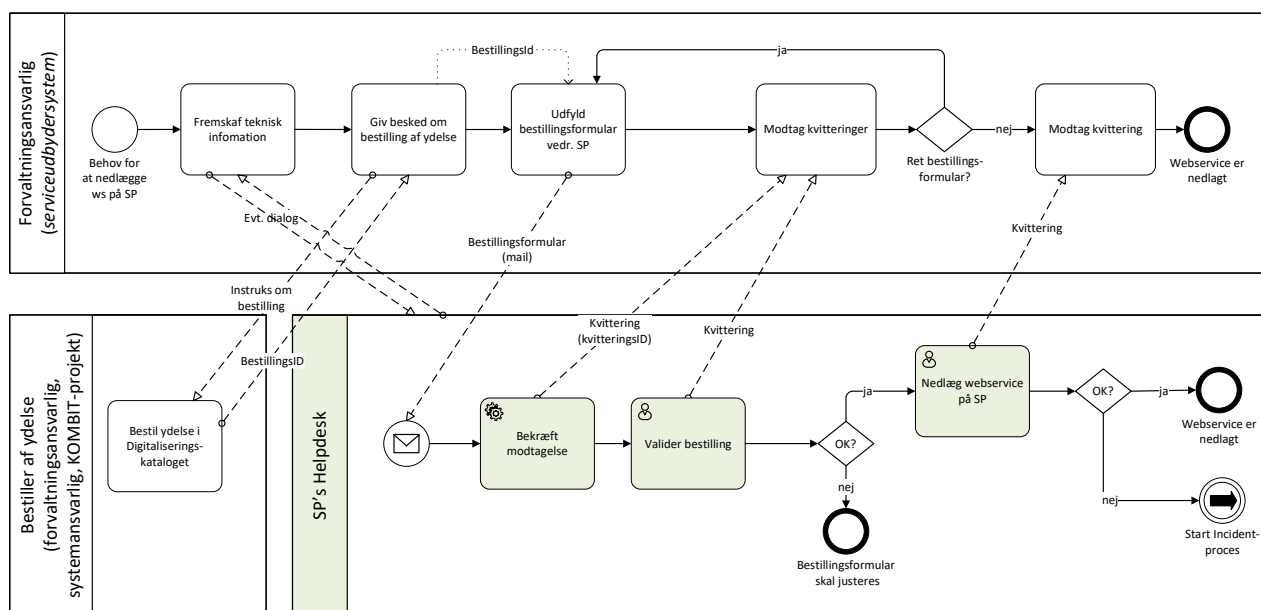 Forvaltningsansvarlig
(serviceudbydersystem)
Behov for
at nedlægge
ws på SP
Fremskaf teknisk
infomation
Giv besked om
bestilling af ydelse
BestillingsId
Udfyld
bestillingsformular
vedr. SP
Modtag kvitteringer
ja
Ret bestillings-
formular?
nej
Modtag kvittering
Webservice er
nedlagt
Evt. dialog
Instruks om
bestilling
BestillingsID
Bestillingsformular
(mail)
Kvittering
(kvitteringsID)
Kvittering
Kvittering
Bestiller af ydelse
(forvaltningsansvarlig,
systemansvarlig, KOMBIT-projekt)
Bestil ydelse i
Digitaliserings-
kataloget
SP's Helpdesk
Bekræft
modtagelse
Valider bestilling
OK?
ja
nej
Bestillingsformular
skal justeres
Nedlæg webservice
på SP
OK?
ja
Webservice er
nedlagt
nej
Start Incident-
proces